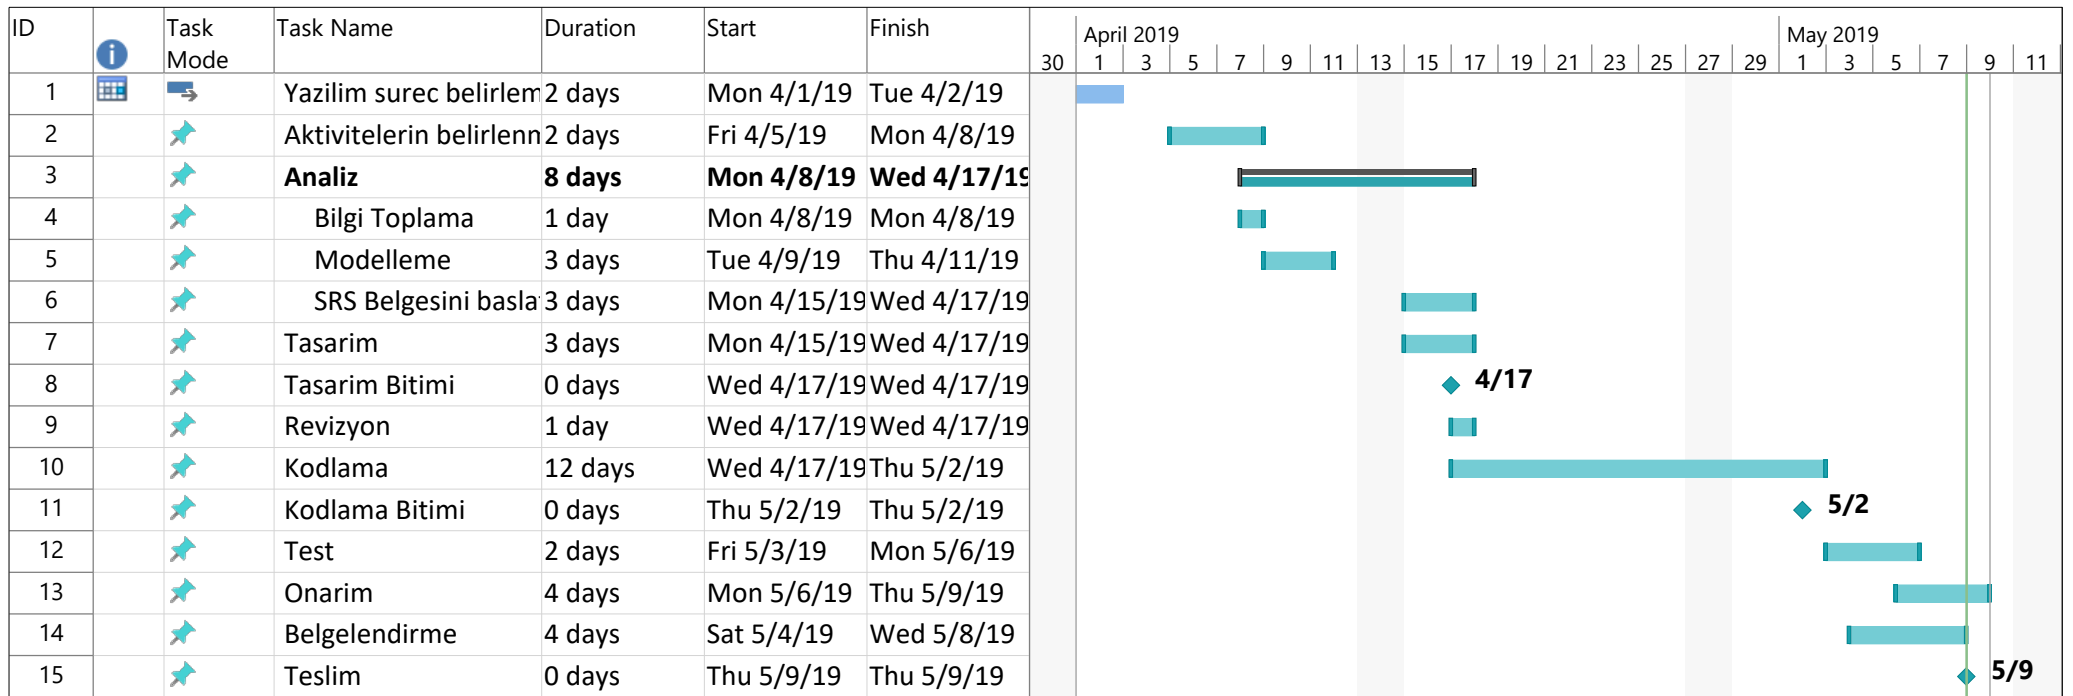 ID Task Mode Task Name Duration Start Finish
April 2019 May 2019
30 1 3 5 7 9 11 13 15 17 19 21 23 25 27 29 1 3 5 7 9 11
1 Yazilim surec belirlem 2 days Mon 4/1/19 Tue 4/2/19
2 Aktivitelerin belirlenm 2 days Fri 4/5/19 Mon 4/8/19
3 Analiz 8 days Mon 4/8/19 Wed 4/17/19
4 Bilgi Toplama 1 day Mon 4/8/19 Mon 4/8/19
5 Modelleme 3 days Tue 4/9/19 Thu 4/11/19
6 SRS Belgesini basla 3 days Mon 4/15/19 Wed 4/17/19
7 Tasarim 3 days Mon 4/15/19 Wed 4/17/19
8 Tasarim Bitimi 0 days Wed 4/17/19 Wed 4/17/19 4/17
9 Revizyon 1 day Wed 4/17/19 Wed 4/17/19
10 Kodlama 12 days Wed 4/17/19 Thu 5/2/19
11 Kodlama Bitimi 0 days Thu 5/2/19 Thu 5/2/19 5/2
12 Test 2 days Fri 5/3/19 Mon 5/6/19
13 Onarim 4 days Mon 5/6/19 Thu 5/9/19
14 Belgelendirme 4 days Sat 5/4/19 Wed 5/8/19
15 Teslim 0 days Thu 5/9/19 Thu 5/9/19 5/9